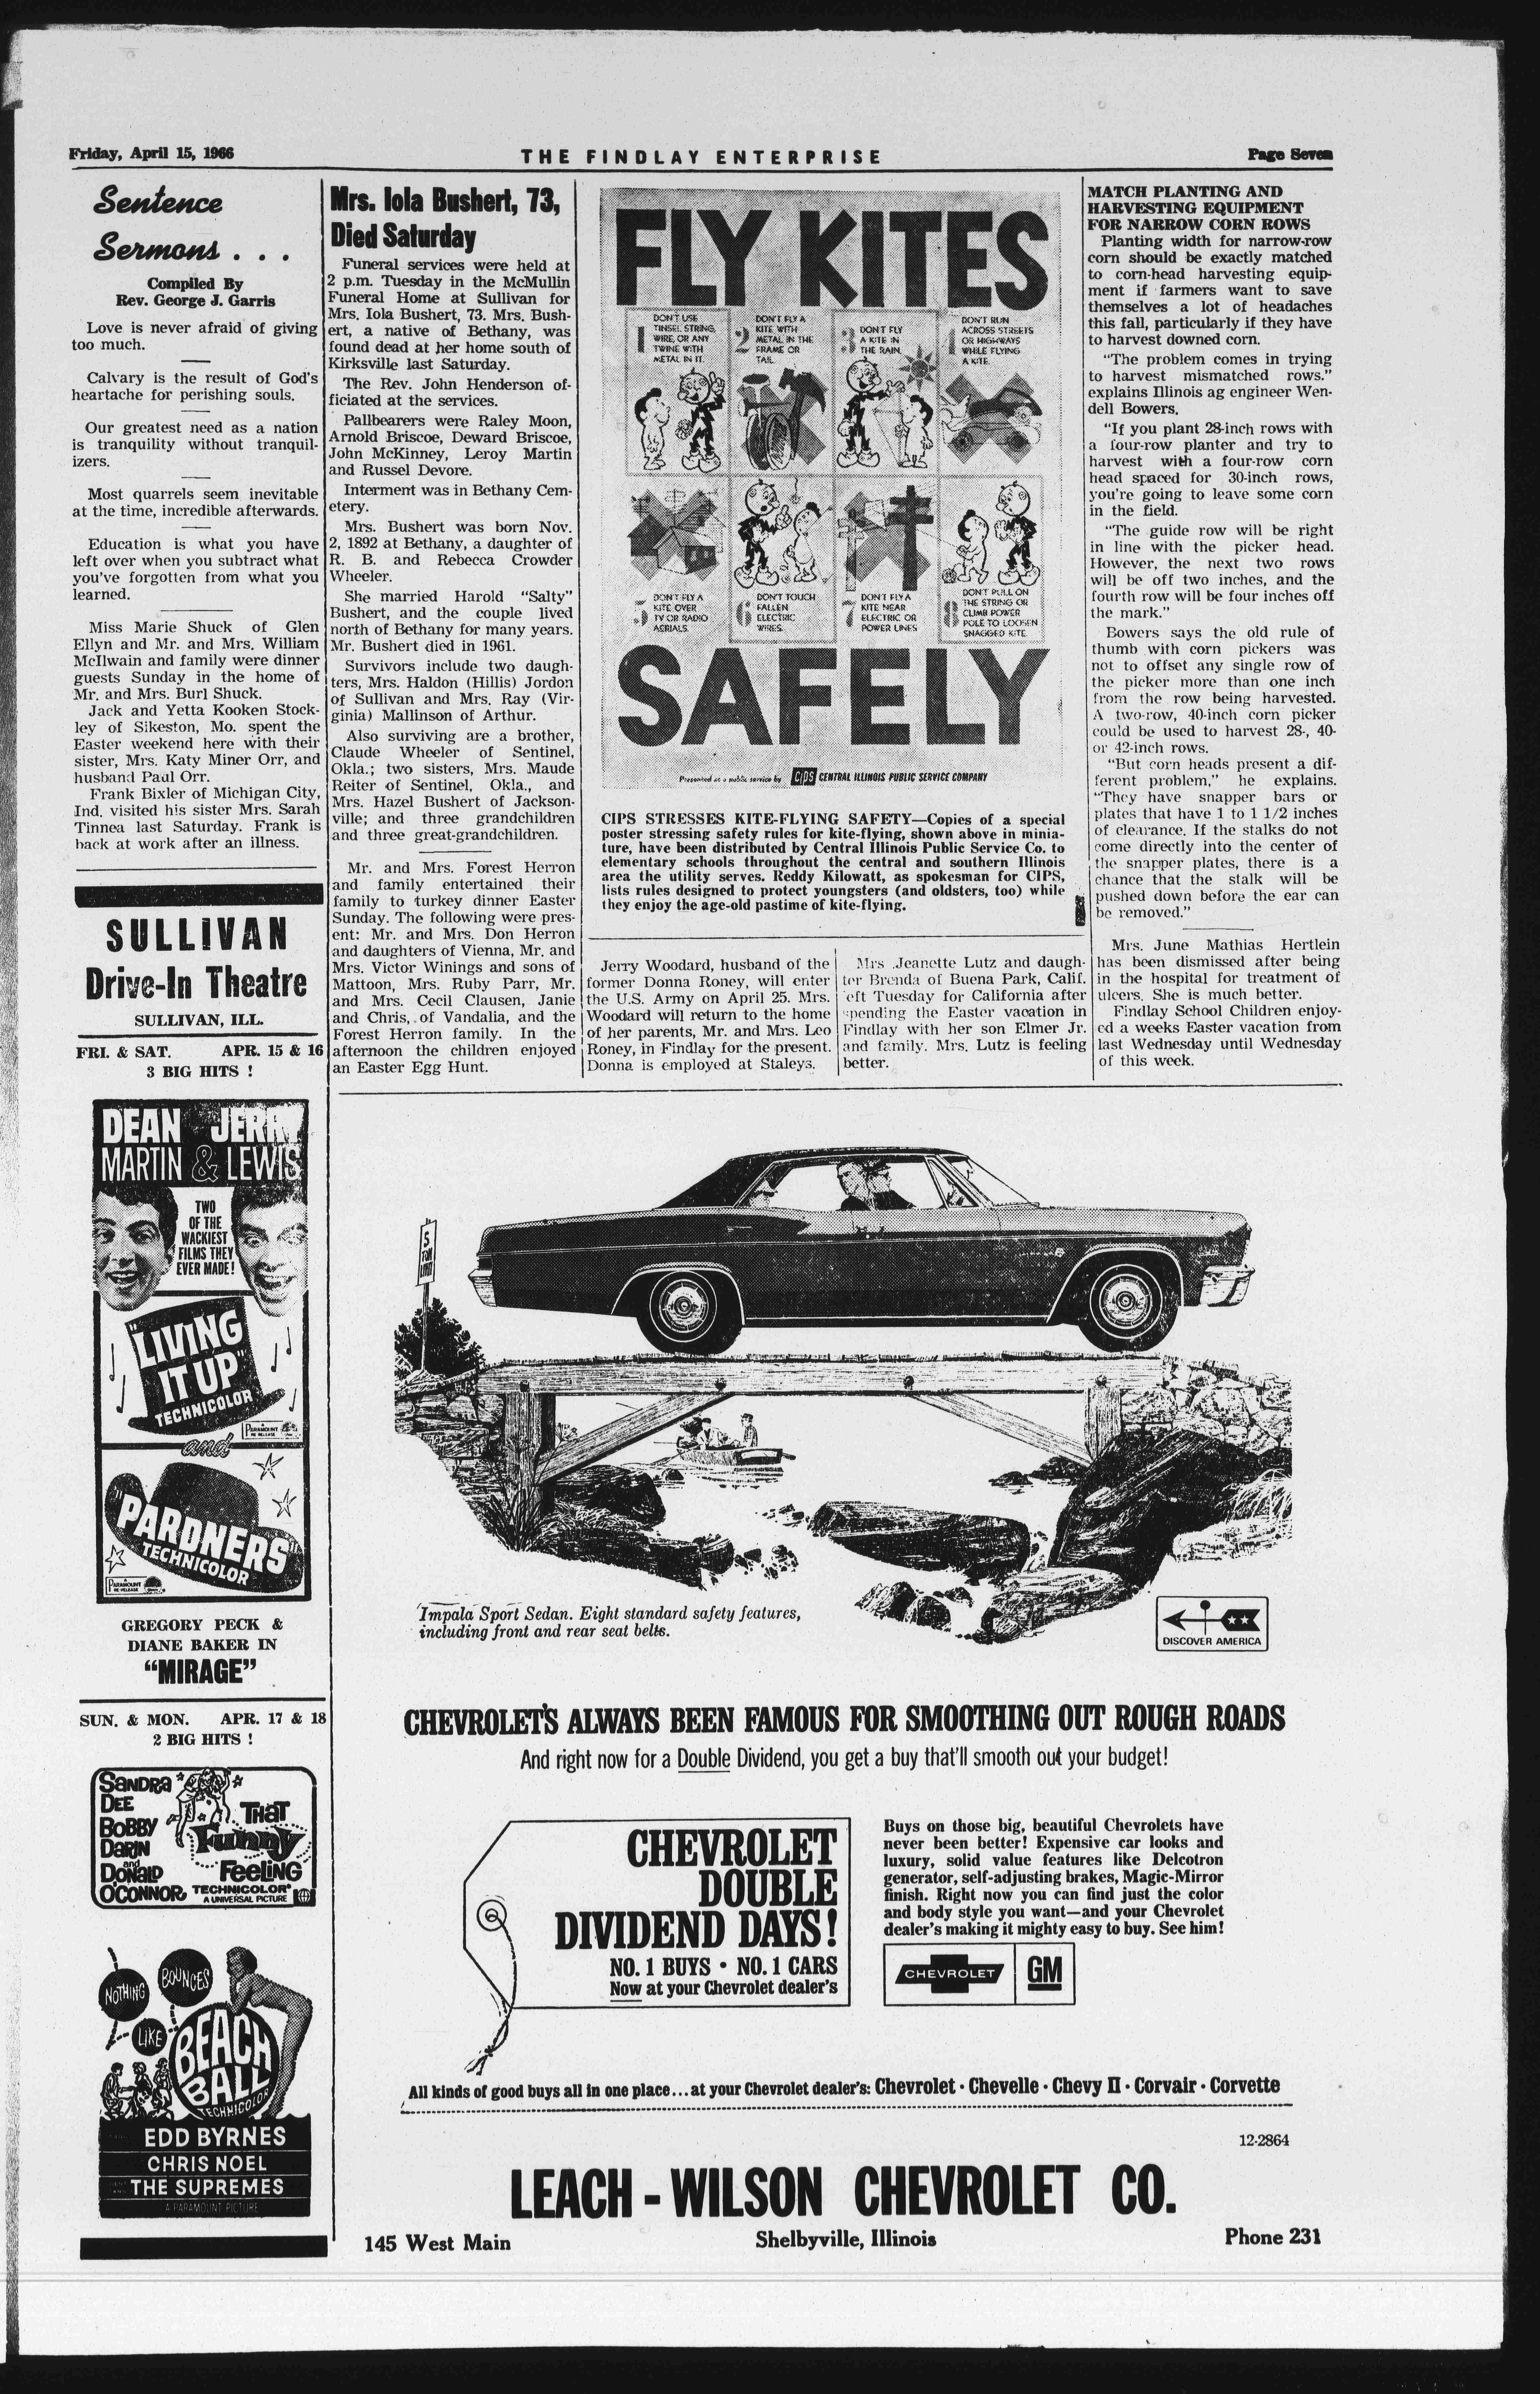 Friday, April 15, 1966
THE FINDLAY ENTERPRISE
Page Seven
Sentence
Sermons . . .
Compiled By
Rev. George J. Garris
Love is never afraid of giving
too much.
Calvary is the result of God's
heartache for perishing souls.
Our greatest need as a nation
is tranquility without tranquil-
izers.
Most quarrels seem inevitable
at the time, incredible afterwards.
Education is what you have
left over when you subtract what
you've forgotten from what you
learned.
Miss Marie Shuck of Glen
Ellyn and Mr. and Mrs. William
McIlwain and family were dinner
guests Sunday in the home of
Mr. and Mrs. Burl Shuck.
Jack and Yetta Kooken Stock-
ley of Sikeston, Mo. spent the
Easter weekend here with their
sister, Mrs. Katy Miner Orr, and
husband Paul Orr.
Frank Bixler of Michigan City,
Ind. visited his sister Mrs. Sarah
Tinnea last Saturday. Frank is
back at work after an illness.
SULLIVAN
Drive-In Theatre
SULLIVAN, ILL.
FRI. & SAT. APR. 15 & 16
3 BIG HITS !
DEAN JERRY
MARTIN & LEWIS
TWO
OF THE
WACKIEST
FILMS THEY
EVER MADE!
"LIVING
IT UP"
TECHNICOLOR
PARAMOUNT
RE-RELEASE
and
"PARDNERS"
TECHNICOLOR
PARAMOUNT
RE-RELEASE
GREGORY PECK &
DIANE BAKER IN
"MIRAGE"
SUN. & MON. APR. 17 & 18
2 BIG HITS !
SANDRA
DEE
BOBBY
DARIN
and
DONALD
O'CONNOR
THAT
Funny
FEELING
TECHNICOLOR
A UNIVERSAL PICTURE
NOTHING
BOUNCES
LIKE
BEACH
BALL
TECHNICOLOR
EDD BYRNES
CHRIS NOEL
THE SUPREMES
A PARAMOUNT PICTURE
Mrs. Iola Bushert, 73,
Died Saturday
Funeral services were held at
2 p.m. Tuesday in the McMullin
Funeral Home at Sullivan for
Mrs. Iola Bushert, 73. Mrs. Bush-
ert, a native of Bethany, was
found dead at her home south of
Kirksville last Saturday.
The Rev. John Henderson of-
ficiated at the services.
Pallbearers were Raley Moon,
Arnold Briscoe, Deward Briscoe,
John McKinney, Leroy Martin
and Russel Devore.
Interment was in Bethany Cem-
etery.
Mrs. Bushert was born Nov.
2, 1892 at Bethany, a daughter of
R. B. and Rebecca Crowder
Wheeler.
She married Harold "Salty"
Bushert, and the couple lived
north of Bethany for many years.
Mr. Bushert died in 1961.
Survivors include two daugh-
ters, Mrs. Haldon (Hillis) Jordon
of Sullivan and Mrs. Ray (Vir-
ginia) Mallinson of Arthur.
Also surviving are a brother,
Claude Wheeler of Sentinel,
Okla.; two sisters, Mrs. Maude
Reiter of Sentinel, Okla., and
Mrs. Hazel Bushert of Jackson-
ville; and three grandchildren
and three great-grandchildren.
Mr. and Mrs. Forest Herron
and family entertained their
family to turkey dinner Easter
Sunday. The following were pres-
ent: Mr. and Mrs. Don Herron
and daughters of Vienna, Mr. and
Mrs. Victor Winings and sons of
Mattoon, Mrs. Ruby Parr, Mr.
and Mrs. Cecil Clausen, Janie
and Chris, of Vandalia, and the
Forest Herron family. In the
afternoon the children enjoyed
an Easter Egg Hunt.
FLY KITES
1 DON'T USE
TINSEL STRING,
WIRE, OR ANY
TWINE WITH
METAL IN IT.
2 DON'T FLY A
KITE WITH
METAL IN THE
FRAME OR
TAIL.
3 DON'T FLY
A KITE IN
THE RAIN.
4 DON'T RUN
ACROSS STREETS
OR HIGHWAYS
WHILE FLYING
A KITE.
5 DON'T FLY A
KITE OVER
TV OR RADIO
AERIALS.
6 DON'T TOUCH
FALLEN
ELECTRIC
WIRES.
7 DON'T FLY A
KITE NEAR
ELECTRIC OR
POWER LINES
8 DON'T PULL ON
THE STRING OR
CLIMB POWER
POLE TO LOOSEN
SNAGGED KITE
SAFELY
Presented as a public service by CIPS CENTRAL ILLINOIS PUBLIC SERVICE COMPANY
CIPS STRESSES KITE-FLYING SAFETY—Copies of a special
poster stressing safety rules for kite-flying, shown above in minia-
ture, have been distributed by Central Illinois Public Service Co. to
elementary schools throughout the central and southern Illinois
area the utility serves. Reddy Kilowatt, as spokesman for CIPS,
lists rules designed to protect youngsters (and oldsters, too) while
they enjoy the age-old pastime of kite-flying.
Jerry Woodard, husband of the
former Donna Roney, will enter
the U.S. Army on April 25. Mrs.
Woodard will return to the home
of her parents, Mr. and Mrs. Leo
Roney, in Findlay for the present.
Donna is employed at Staleys.
Mrs .Jeanette Lutz and daugh-
ter Brenda of Buena Park, Calif.
left Tuesday for California after
spending the Easter vacation in
Findlay with her son Elmer Jr.
and family. Mrs. Lutz is feeling
better.
MATCH PLANTING AND
HARVESTING EQUIPMENT
FOR NARROW CORN ROWS
Planting width for narrow-row
corn should be exactly matched
to corn-head harvesting equip-
ment if farmers want to save
themselves a lot of headaches
this fall, particularly if they have
to harvest downed corn.
"The problem comes in trying
to harvest mismatched rows."
explains Illinois ag engineer Wen-
dell Bowers.
"If you plant 28-inch rows with
a four-row planter and try to
harvest with a four-row corn
head spaced for 30-inch rows,
you're going to leave some corn
in the field.
"The guide row will be right
in line with the picker head.
However, the next two rows
will be off two inches, and the
fourth row will be four inches off
the mark."
Bowers says the old rule of
thumb with corn pickers was
not to offset any single row of
the picker more than one inch
from the row being harvested.
A two-row, 40-inch corn picker
could be used to harvest 28-, 40-
or 42-inch rows.
"But corn heads present a dif-
ferent problem," he explains.
"They have snapper bars or
plates that have 1 to 1 1/2 inches
of clearance. If the stalks do not
come directly into the center of
the snapper plates, there is a
chance that the stalk will be
pushed down before the ear can
be removed."
Mrs. June Mathias Hertlein
has been dismissed after being
in the hospital for treatment of
ulcers. She is much better.
Findlay School Children enjoy-
ed a weeks Easter vacation from
last Wednesday until Wednesday
of this week.
5
TON
LIMIT
Impala Sport Sedan. Eight standard safety features,
including front and rear seat belts.
DISCOVER AMERICA
CHEVROLET'S ALWAYS BEEN FAMOUS FOR SMOOTHING OUT ROUGH ROADS
And right now for a Double Dividend, you get a buy that'll smooth out your budget!
CHEVROLET
DOUBLE
DIVIDEND DAYS!
NO. 1 BUYS • NO. 1 CARS
Now at your Chevrolet dealer's
Buys on those big, beautiful Chevrolets have
never been better! Expensive car looks and
luxury, solid value features like Delcotron
generator, self-adjusting brakes, Magic-Mirror
finish. Right now you can find just the color
and body style you want—and your Chevrolet
dealer's making it mighty easy to buy. See him!
CHEVROLET GM
All kinds of good buys all in one place...at your Chevrolet dealer's: Chevrolet · Chevelle · Chevy II · Corvair · Corvette
12-2864
LEACH - WILSON CHEVROLET CO.
145 West Main
Shelbyville, Illinois
Phone 231